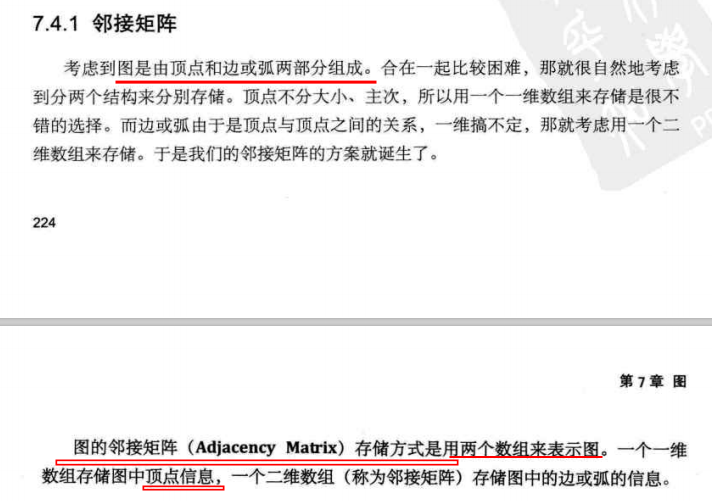 7.4.1 邻接矩阵
考虑到图是由顶点和边或弧两部分组成。合在一起比较困难，那就很自然地考虑
到分两个结构来分别存储。顶点不分大小、主次，所以用一个一维数组来存储是很不
错的选择。而边或弧由于是顶点与顶点之间的关系，一维搞不定，那就考虑用一个二
维数组来存储。于是我们的邻接矩阵的方案就诞生了。
224
第 7 章 图
图的邻接矩阵（Adjacency Matrix）存储方式是用两个数组来表示图。一个一维
数组存储图中顶点信息，一个二维数组（称为邻接矩阵）存储图中的边或弧的信息。